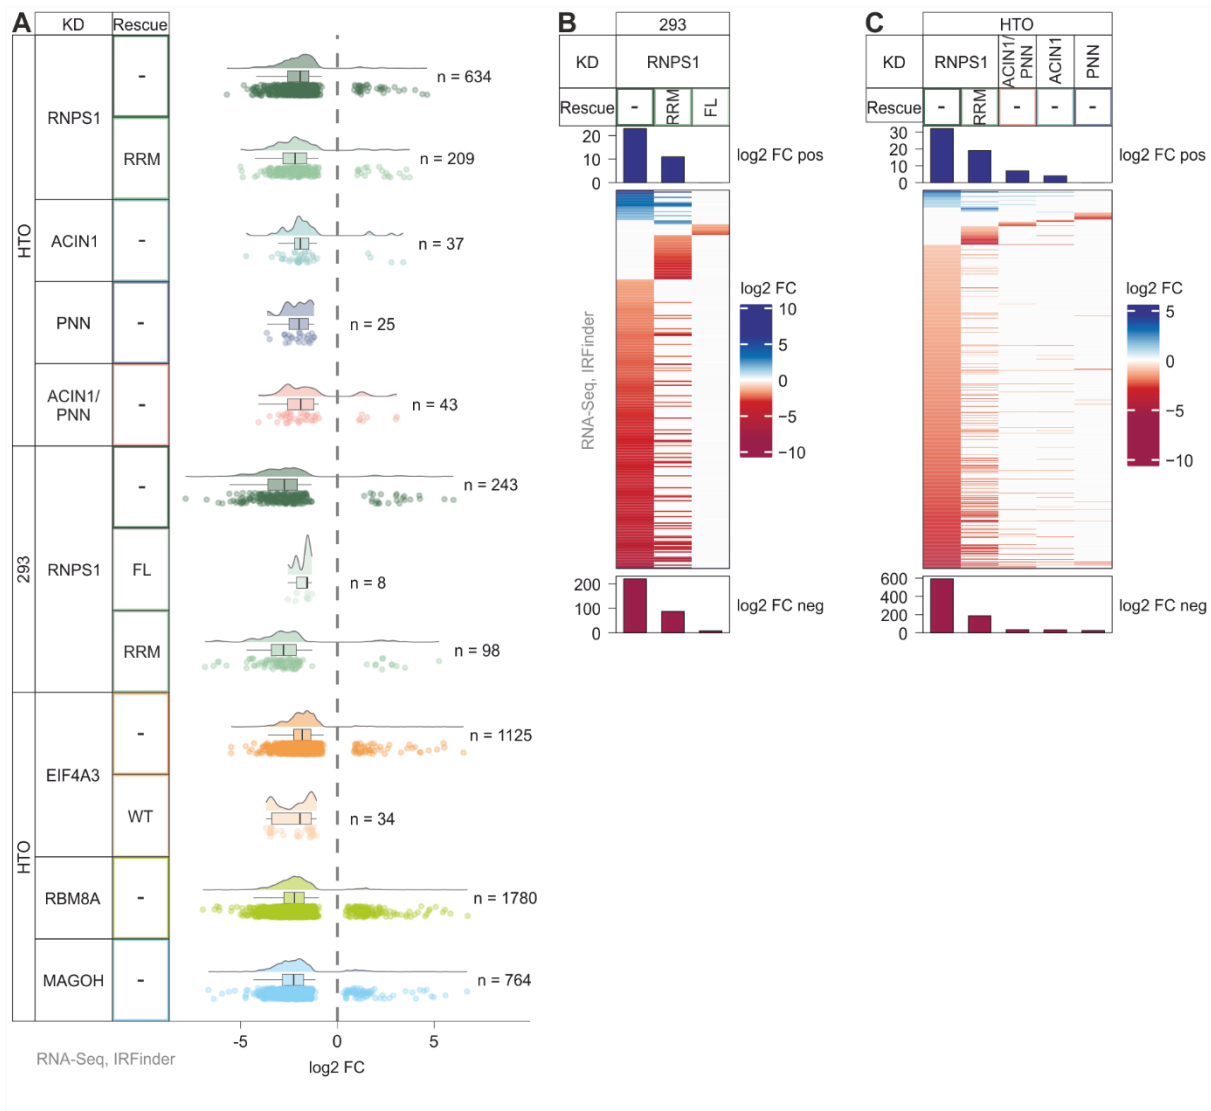 A
KD Rescue
HTO
RNPS1
-
n = 634
RRM
n = 209
ACIN1
-
n = 37
PNN
-
n = 25
ACIN1/
PNN
-
n = 43
293
RNPS1
-
n = 243
FL
n = 8
RRM
n = 98
HTO
EIF4A3
-
n = 1125
WT
n = 34
RBM8A
-
n = 1780
MAGOH
-
n = 764
-5 0 5
log2 FC
RNA-Seq, IRFinder
B
293
KD RNPS1
Rescue - RRM FL
20
10
0
log2 FC pos
RNA-Seq, IRFinder
log2 FC
10
5
0
−5
−10
200
100
0
log2 FC neg
C
HTO
KD RNPS1 ACIN1/
PNN ACIN1 PNN
Rescue - RRM - - -
30
20
10
0
log2 FC pos
log2 FC
5
0
−5
−10
600
400
200
0
log2 FC neg